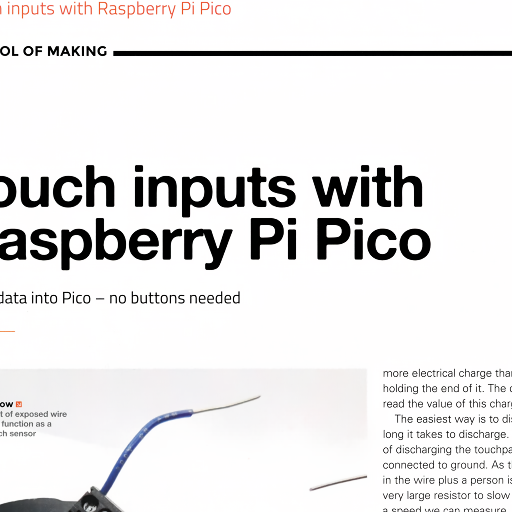 inputs with Raspberry Pi Pico
OL OF MAKING
ouch inputs with
aspberry Pi Pico
data into Pico – no buttons needed
ow
t of exposed wire
function as a
ch sensor
more electrical charge tha
holding the end of it. The
read the value of this char
The easiest way is to dis
long it takes to discharge.
of discharging the touchpa
connected to ground. As t
in the wire plus a person is
very large resistor to slow
a speed we can measure.